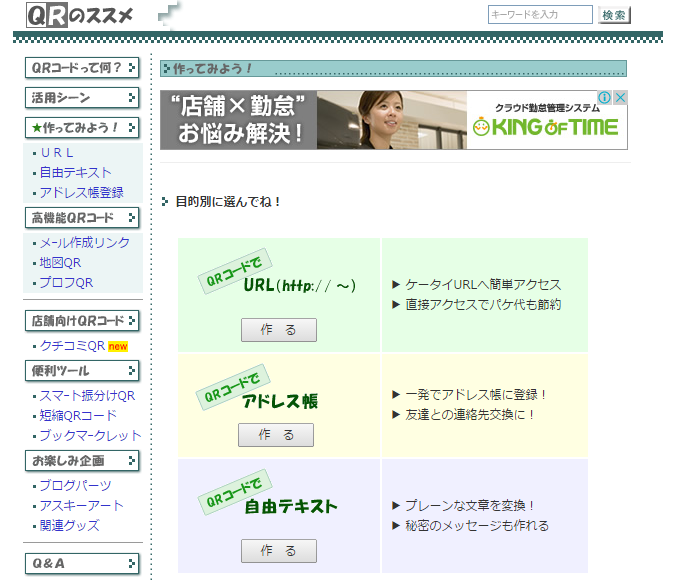 QRのススメ
キーワードを入力
検索
QRコードって何？
活用シーン
★作ってみよう！
ＵＲＬ
自由テキスト
アドレス帳登録
高機能QRコード
メール作成リンク
地図QR
プロフQR
店舗向けQRコード
クチコミQR new
便利ツール
スマート振分けQR
短縮QRコード
ブックマークレット
お楽しみ企画
ブログパーツ
アスキーアート
関連グッズ
Q&A
作ってみよう！
“店舗×勤怠”
お悩み解決！
クラウド勤怠管理システム
KING OF TIME
目的別に選んでね！
QRコードで
URL(http:// ～)
作 る
▶ ケータイURLへ簡単アクセス
▶ 直接アクセスでパケ代も節約
QRコードで
アドレス帳
作 る
▶ 一発でアドレス帳に登録！
▶ 友達との連絡先交換に！
QRコードで
自由テキスト
作 る
▶ プレーンな文章を変換！
▶ 秘密のメッセージも作れる